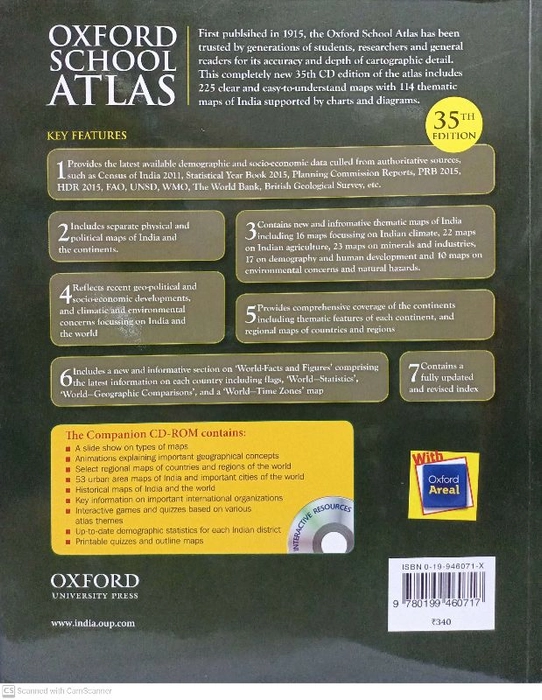 OXFORD
SCHOOL
ATLAS
First published in 1915, the Oxford School Atlas has been
trusted by generations of students, researchers and general
readers for its accuracy and depth of cartographic detail.
This completely new 35th CD edition of the atlas includes
225 clear and easy-to-understand maps with 114 thematic
maps of India supported by charts and diagrams.
35TH
EDITION
KEY FEATURES
1 Provides the latest available demographic and socio-economic data culled from authoritative sources,
such as Census of India 2011, Statistical Year Book 2015, Planning Commission Reports, PRB 2015,
HDR 2015, FAO, UNSD, WMO, The World Bank, British Geological Survey, etc.
2 Includes separate physical and
political maps of India and
the continents.
3 Contains new and infromative thematic maps of India
including 16 maps focussing on Indian climate, 22 maps
on Indian agriculture, 23 maps on minerals and industries,
17 on demography and human development and 10 maps on
environmental concerns and natural hazards.
4 Reflects recent geo-political and
socio-economic developments,
and climatic and environmental
concerns focussing on India and
the world
5 Provides comprehensive coverage of the continents
including thematic features of each continent, and
regional maps of countries and regions
6 Includes a new and informative section on 'World-Facts and Figures' comprising
the latest information on each country including flags, 'World–Statistics',
'World–Geographic Comparisons', and a 'World–Time Zones' map
7 Contains a
fully updated
and revised index
The Companion CD-ROM contains:
A slide show on types of maps
Animations explaining important geographical concepts
Select regional maps of countries and regions of the world
53 urban area maps of India and important cities of the world
Historical maps of India and the world
Key information on important international organizations
Interactive games and quizzes based on various
atlas themes
Up-to-date demographic statistics for each Indian district
Printable quizzes and outline maps
INTERACTIVE RESOURCES
With
Oxford
Areal
OXFORD
UNIVERSITY PRESS
www.india.oup.com
ISBN 0-19-946071-X
9 780199 460717
₹340
CS Scanned with CamScanner